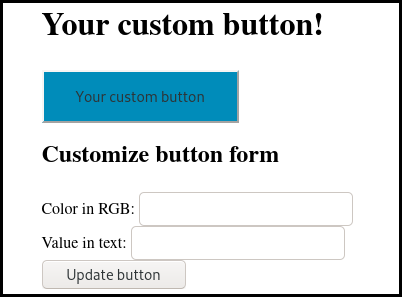 Your custom button!
Your custom button
Customize button form
Color in RGB:
Value in text:
Update button